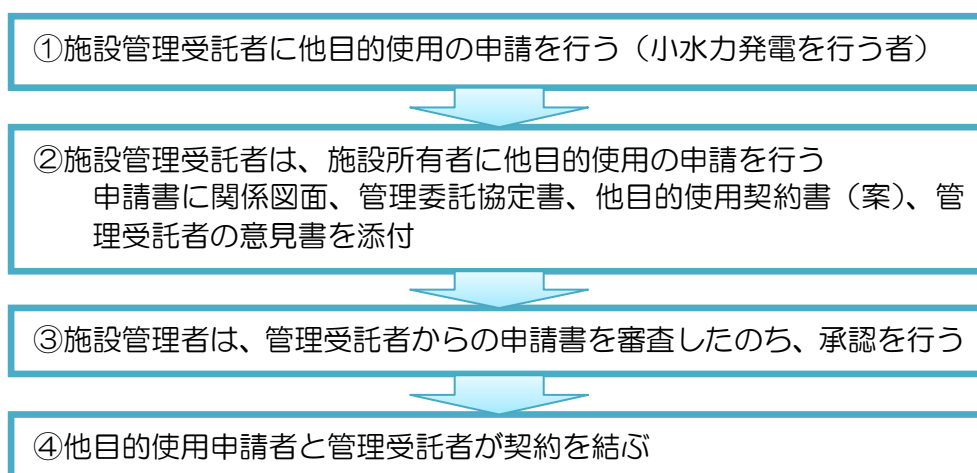 ①施設管理受託者に他目的使用の申請を行う（小水力発電を行う者）
②施設管理受託者は、施設所有者に他目的使用の申請を行う
申請書に関係図面、管理委託協定書、他目的使用契約書（案）、管
理受託者の意見書を添付
③施設管理者は、管理受託者からの申請書を審査したのち、承認を行う
④他目的使用申請者と管理受託者が契約を結ぶ